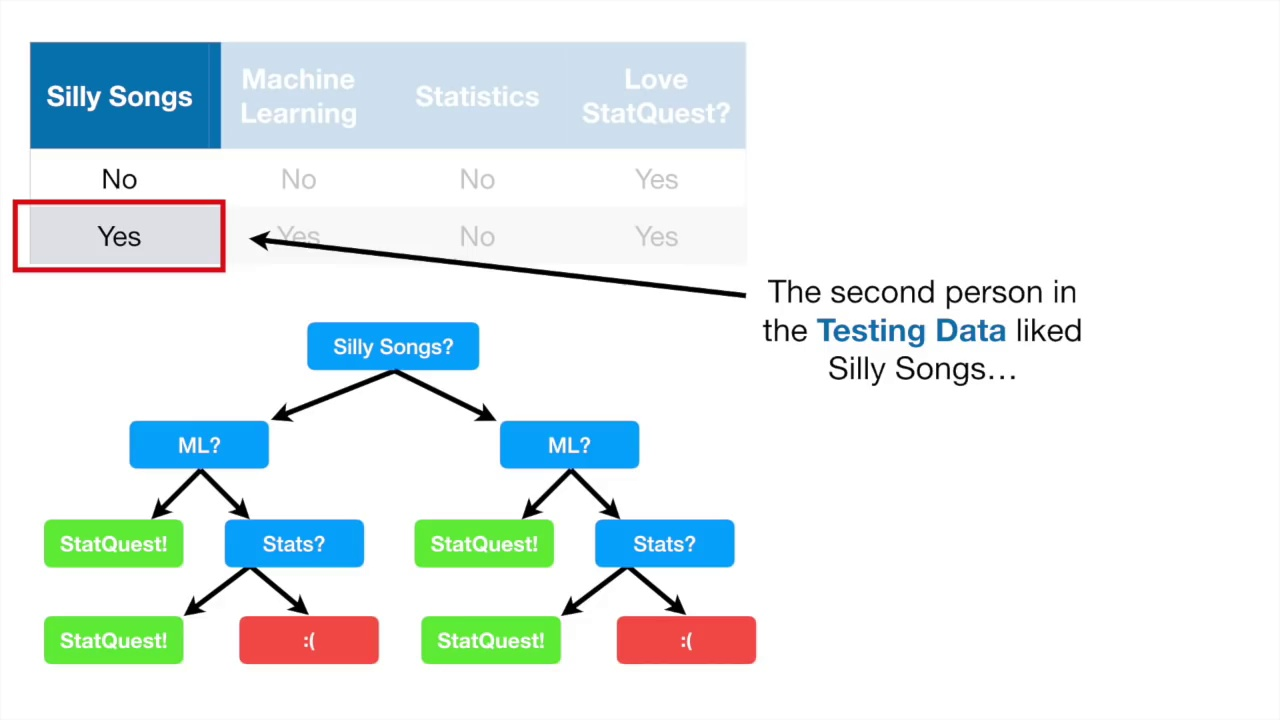 Silly Songs
Machine Learning
Statistics
Love StatQuest?
No
No
No
Yes
Yes
Yes
No
Yes
The second person in
the Testing Data liked
Silly Songs…
Silly Songs?
ML?
ML?
StatQuest!
Stats?
StatQuest!
Stats?
StatQuest!
:(
StatQuest!
:(